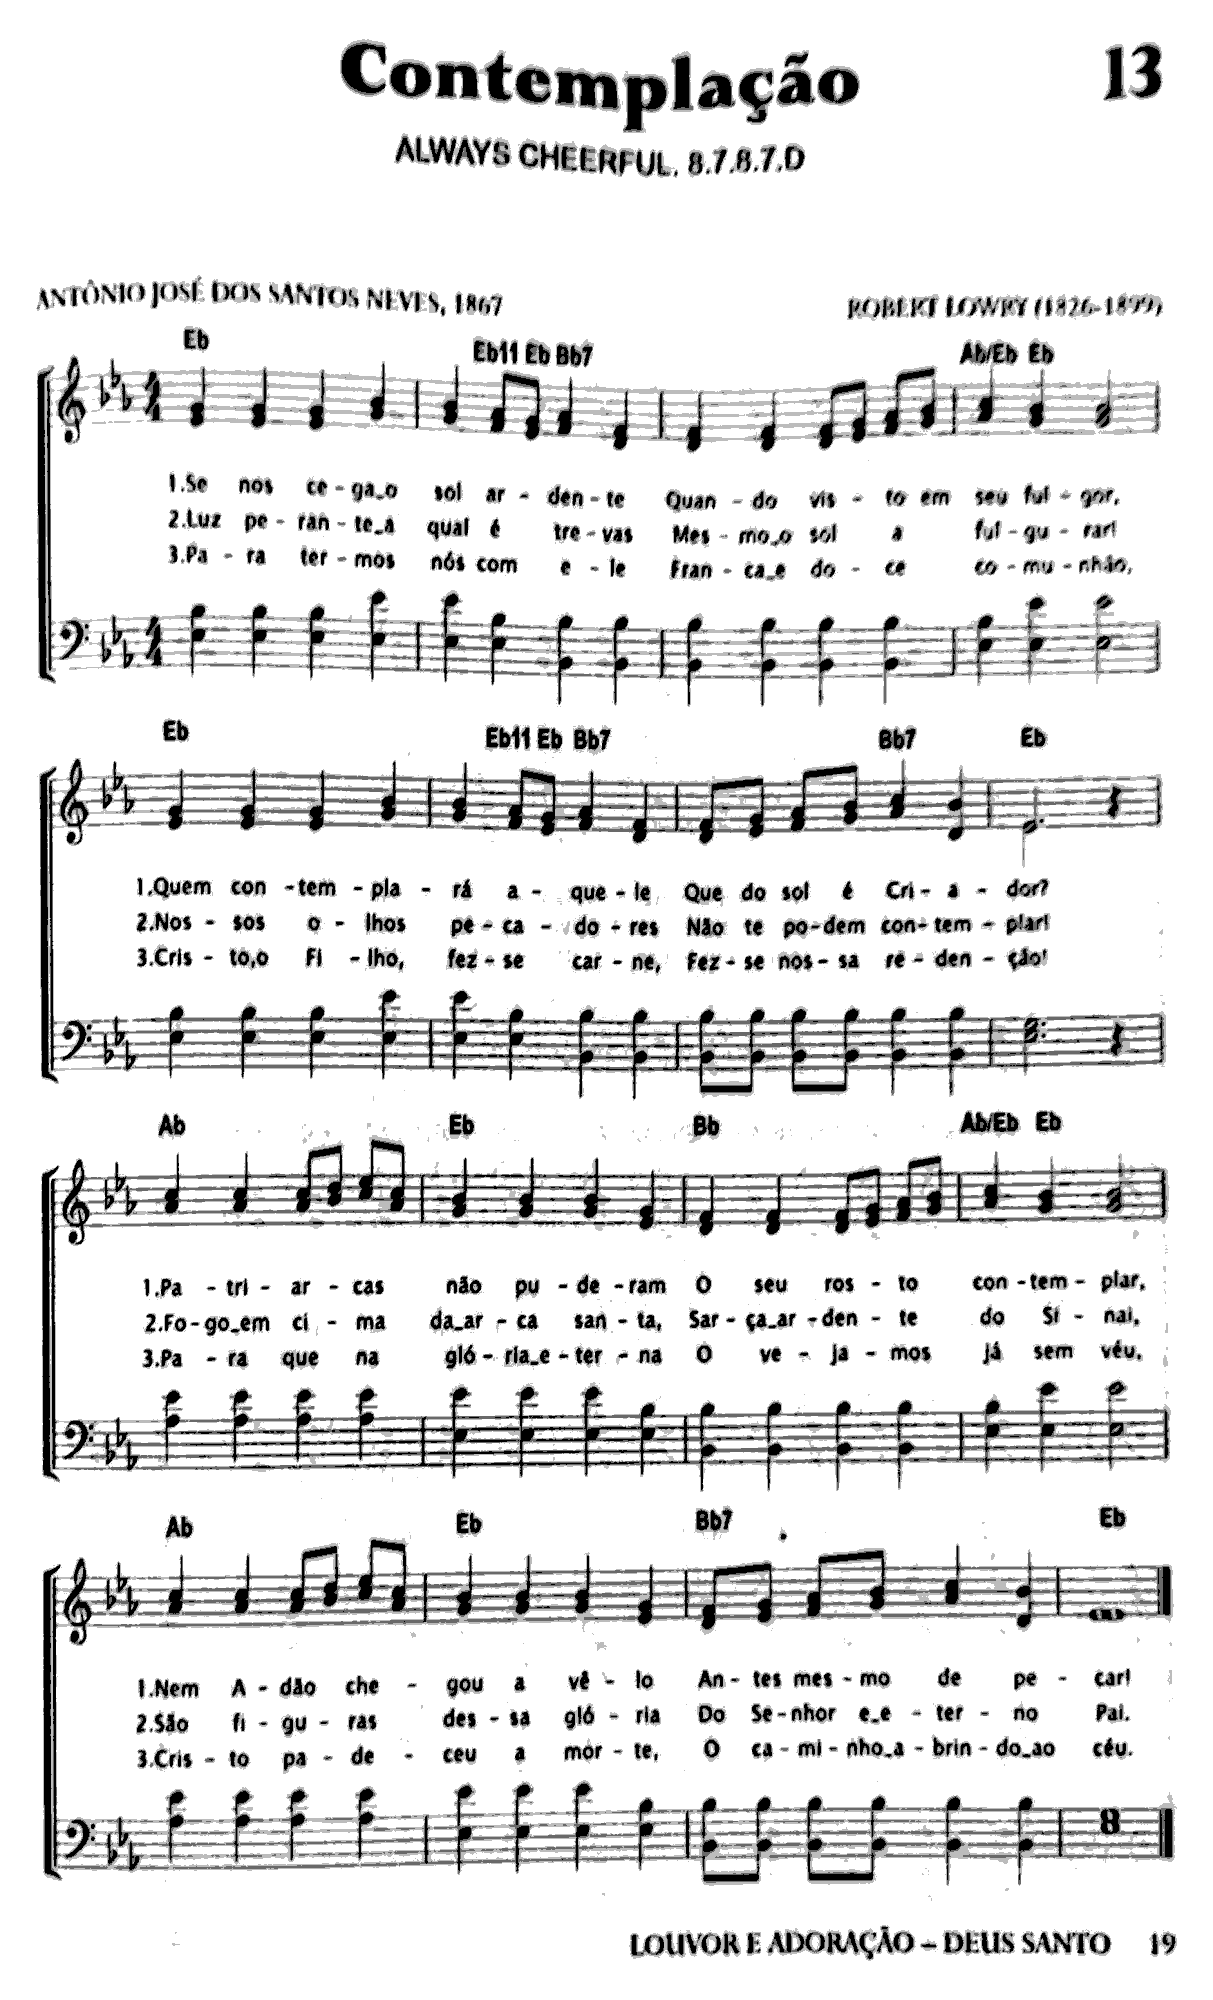 Contemplação 13
ALWAYS CHEERFUL. 8.7.8.7.D
ANTÔNIO JOSÉ DOS SANTOS NEVES, 1867 ROBERT LOWRY (1826-1899)
Eb Eb11 Eb Bb7 Ab/Eb Eb
1.Se nos ce-ga_o sol ar - den-te Quan - do vis - to em seu ful - gor,
2.Luz pe - ran - te_a qual é tre - vas Mes - mo_o sol a ful - gu - rar!
3.Pa - ra ter - mos nós com e - le Fran - ca_e do - ce co - mu - nhão,
Eb Eb11 Eb Bb7 Bb7 Eb
1.Quem con -tem - pla - rá a - que - le Que do sol é Cri - a - dor?
2.Nos - sos o - lhos pe - ca - do - res Não te po-dem con-tem - plar!
3.Cris - to,o Fi - lho, fez - se car - ne, Fez - se nos - sa re - den - ção!
Ab Eb Bb Ab/Eb Eb
1.Pa - tri - ar - cas não pu - de - ram O seu ros - to con - tem - plar,
2.Fo-go_em ci - ma da_ar - ca san - ta, Sar - ça_ar -den - te do Si - nai,
3.Pa - ra que na gló - ria_e - ter - na O ve - ja - mos já sem véu,
Ab Eb Bb7 Eb
1.Nem A - dão che - gou a vê - lo An - tes mes - mo de pe - car!
2.São fi - gu - ras des - sa gló - ria Do Se-nhor e_e - ter - no Pai.
3.Cris - to pa - de - ceu a mor - te, O ca - mi - nho_a - brin - do_ao céu.
LOUVOR E ADORAÇÃO – DEUS SANTO 19